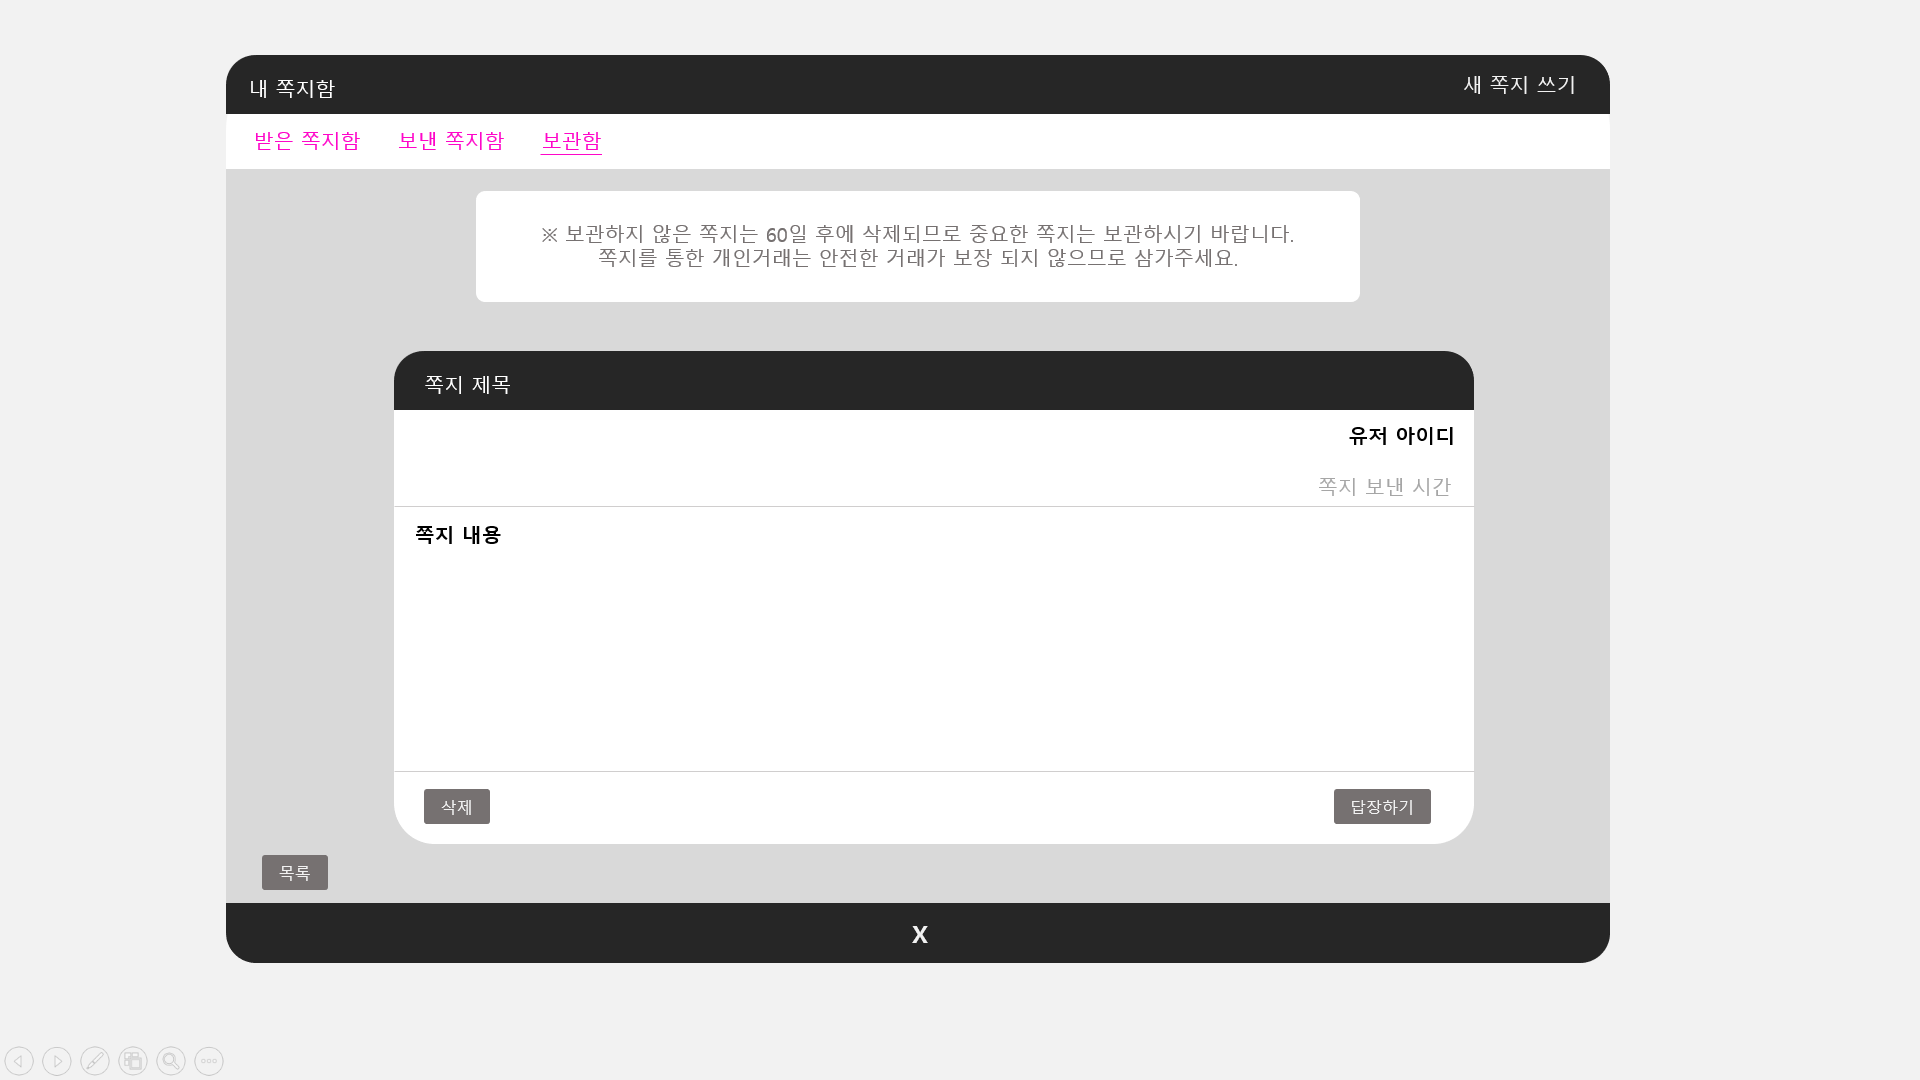 내 쪽지함
새 쪽지 쓰기
받은 쪽지함 보낸 쪽지함 보관함
※ 보관하지 않은 쪽지는 60일 후에 삭제되므로 중요한 쪽지는 보관하시기 바랍니다.
쪽지를 통한 개인거래는 안전한 거래가 보장 되지 않으므로 삼가주세요.
쪽지 제목
유저 아이디
쪽지 보낸 시간
쪽지 내용
삭제
답장하기
목록
X